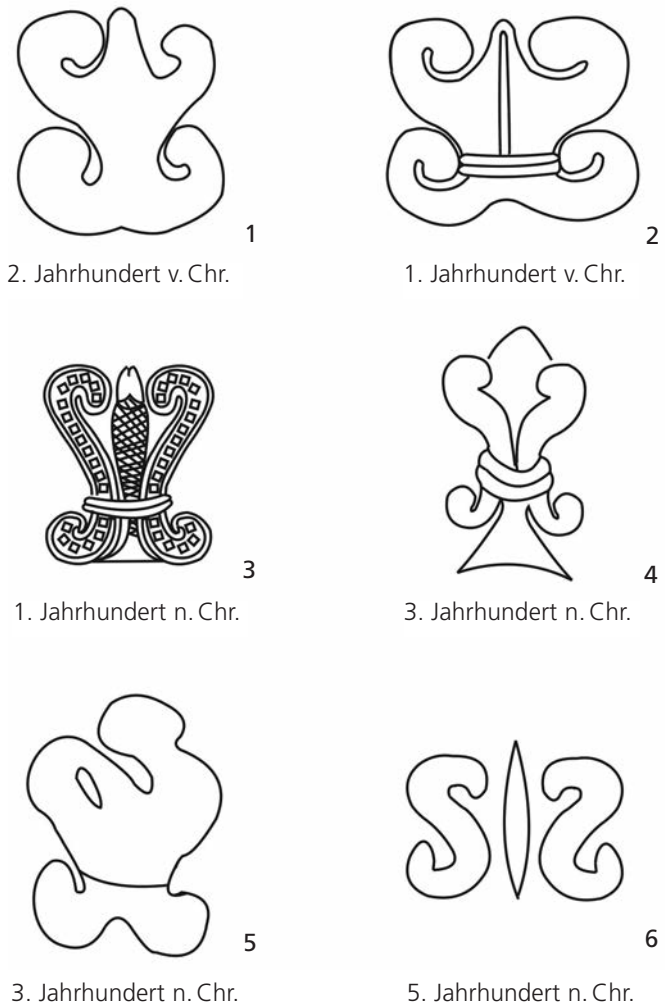 1
2
2. Jahrhundert v. Chr.
1. Jahrhundert v. Chr.
3
4
1. Jahrhundert n. Chr.
3. Jahrhundert n. Chr.
5
6
3. Jahrhundert n. Chr.
5. Jahrhundert n. Chr.